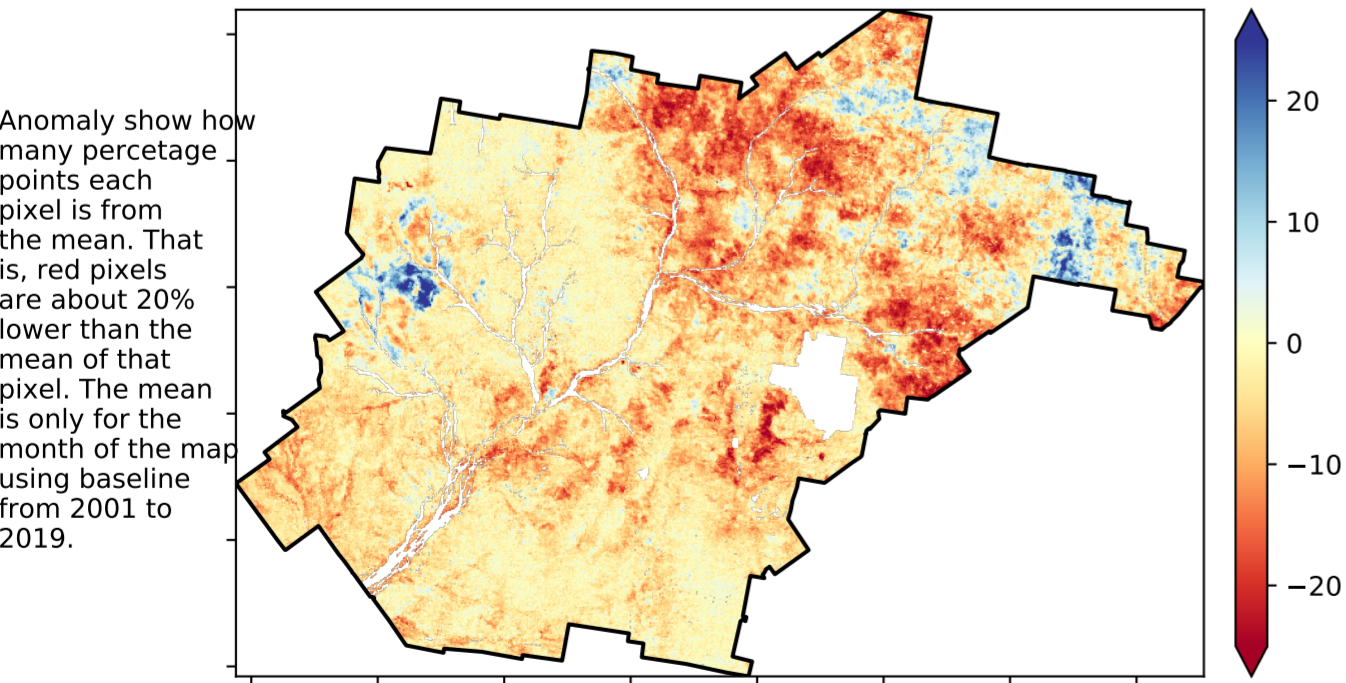 Anomaly show how
many percetage
points each
pixel is from
the mean. That
is, red pixels
are about 20%
lower than the
mean of that
pixel. The mean
is only for the
month of the map
using baseline
from 2001 to
2019.
20
10
0
−10
−20